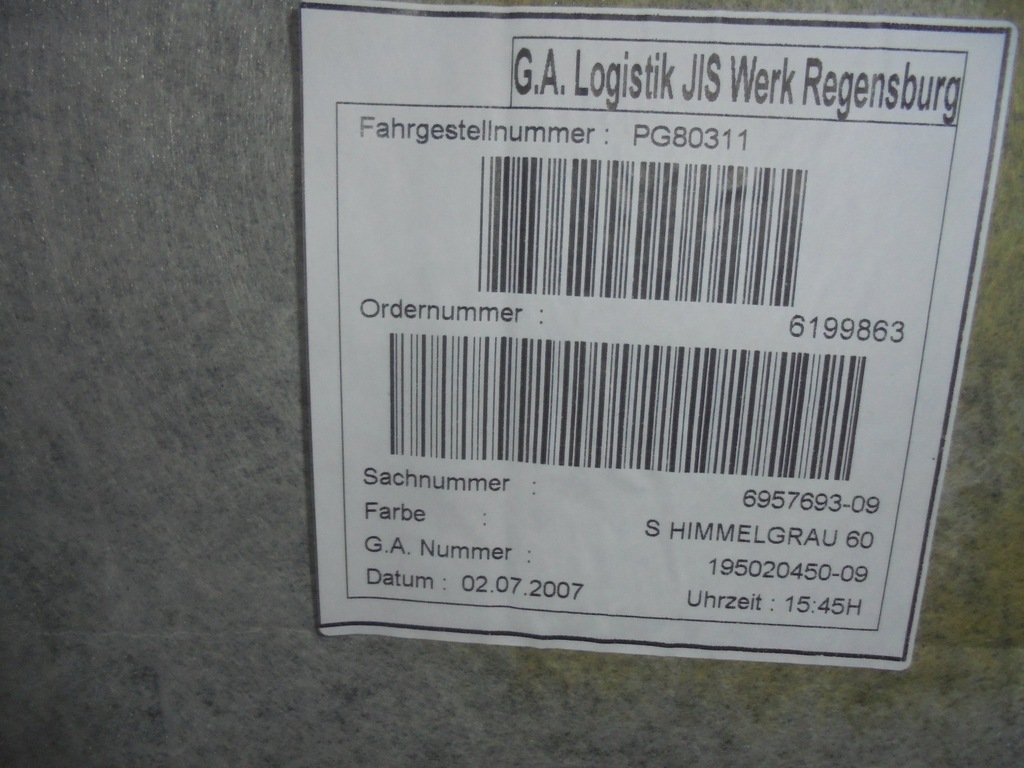 G.A. Logistik JIS Werk Regensburg
Fahrgestellnummer : PG80311
Ordernummer : 6199863
Sachnummer : 6957693-09
Farbe : S HIMMELGRAU 60
G.A. Nummer : 195020450-09
Datum : 02.07.2007 Uhrzeit : 15:45H